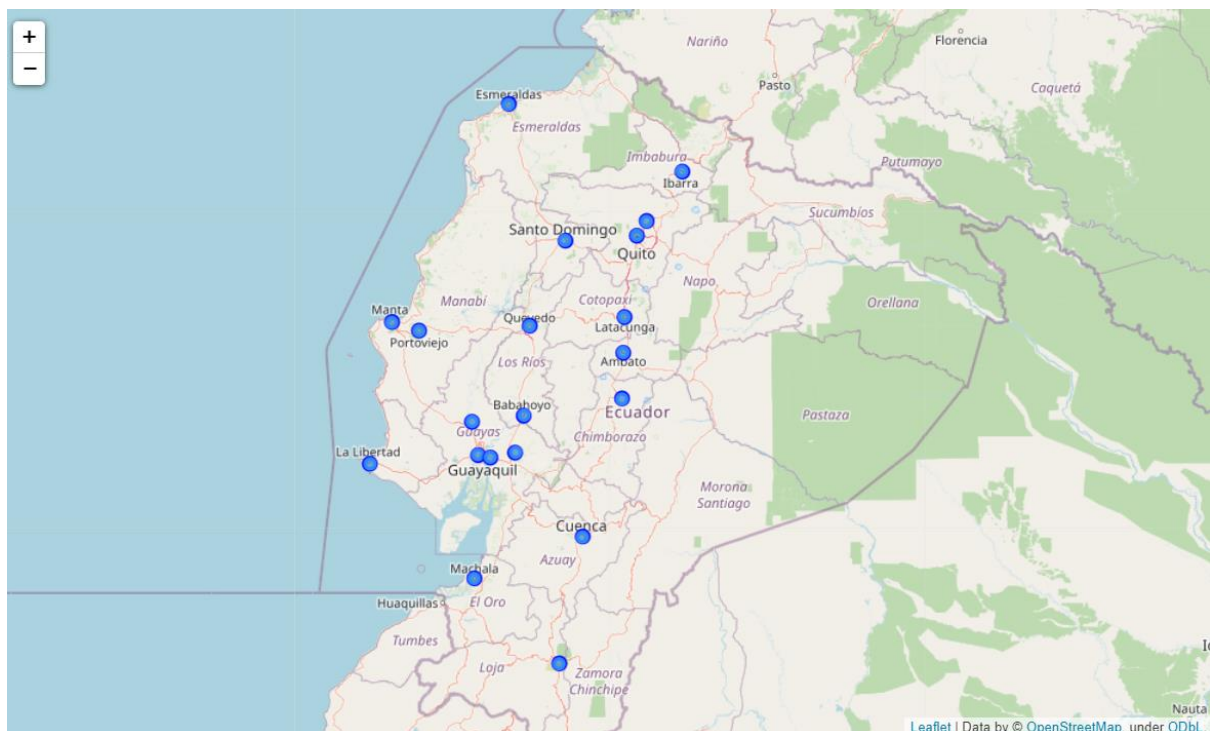 +
−
Nariño
Florencia
Pasto
Caquetá
Esmeraldas
Esmeraldas
Imbabura
Putumayo
Ibarra
Sucumbíos
Santo Domingo
Quito
Napo
Manabí
Cotopaxi
Orellana
Manta
Quevedo
Latacunga
Portoviejo
Los Ríos
Ambato
Babahoyo
Ecuador
Pastaza
Guayas
Chimborazo
La Libertad
Guayaquil
Morona
Santiago
Cuenca
Azuay
Machala
Huaquillas
El Oro
Tumbes
Loja
Zamora
Chinchipe
Nauta
Leaflet | Data by © OpenStreetMap, under ODbL.